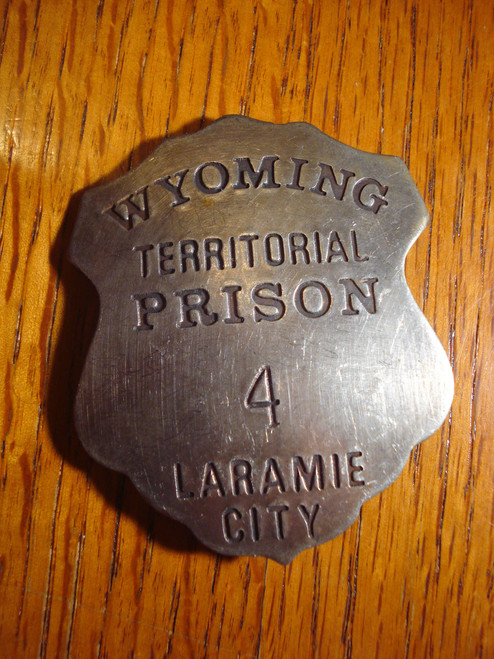 WYOMING
TERRITORIAL
PRISON
4
LARAMIE
CITY